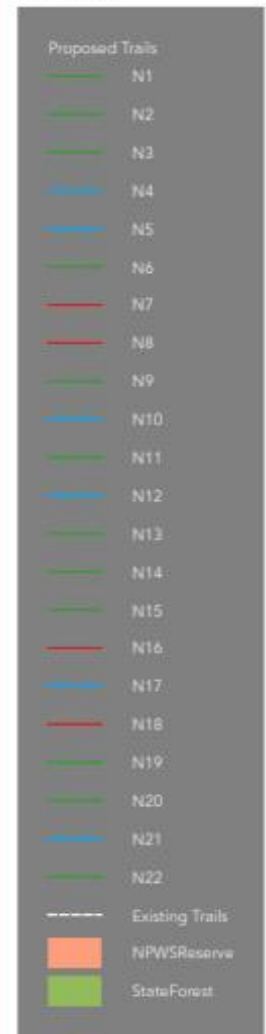 Proposed Trails
N1
N2
N3
N4
N5
N6
N7
N8
N9
N10
N11
N12
N13
N14
N15
N16
N17
N18
N19
N20
N21
N22
Existing Trails
NPWSReserve
StateForest